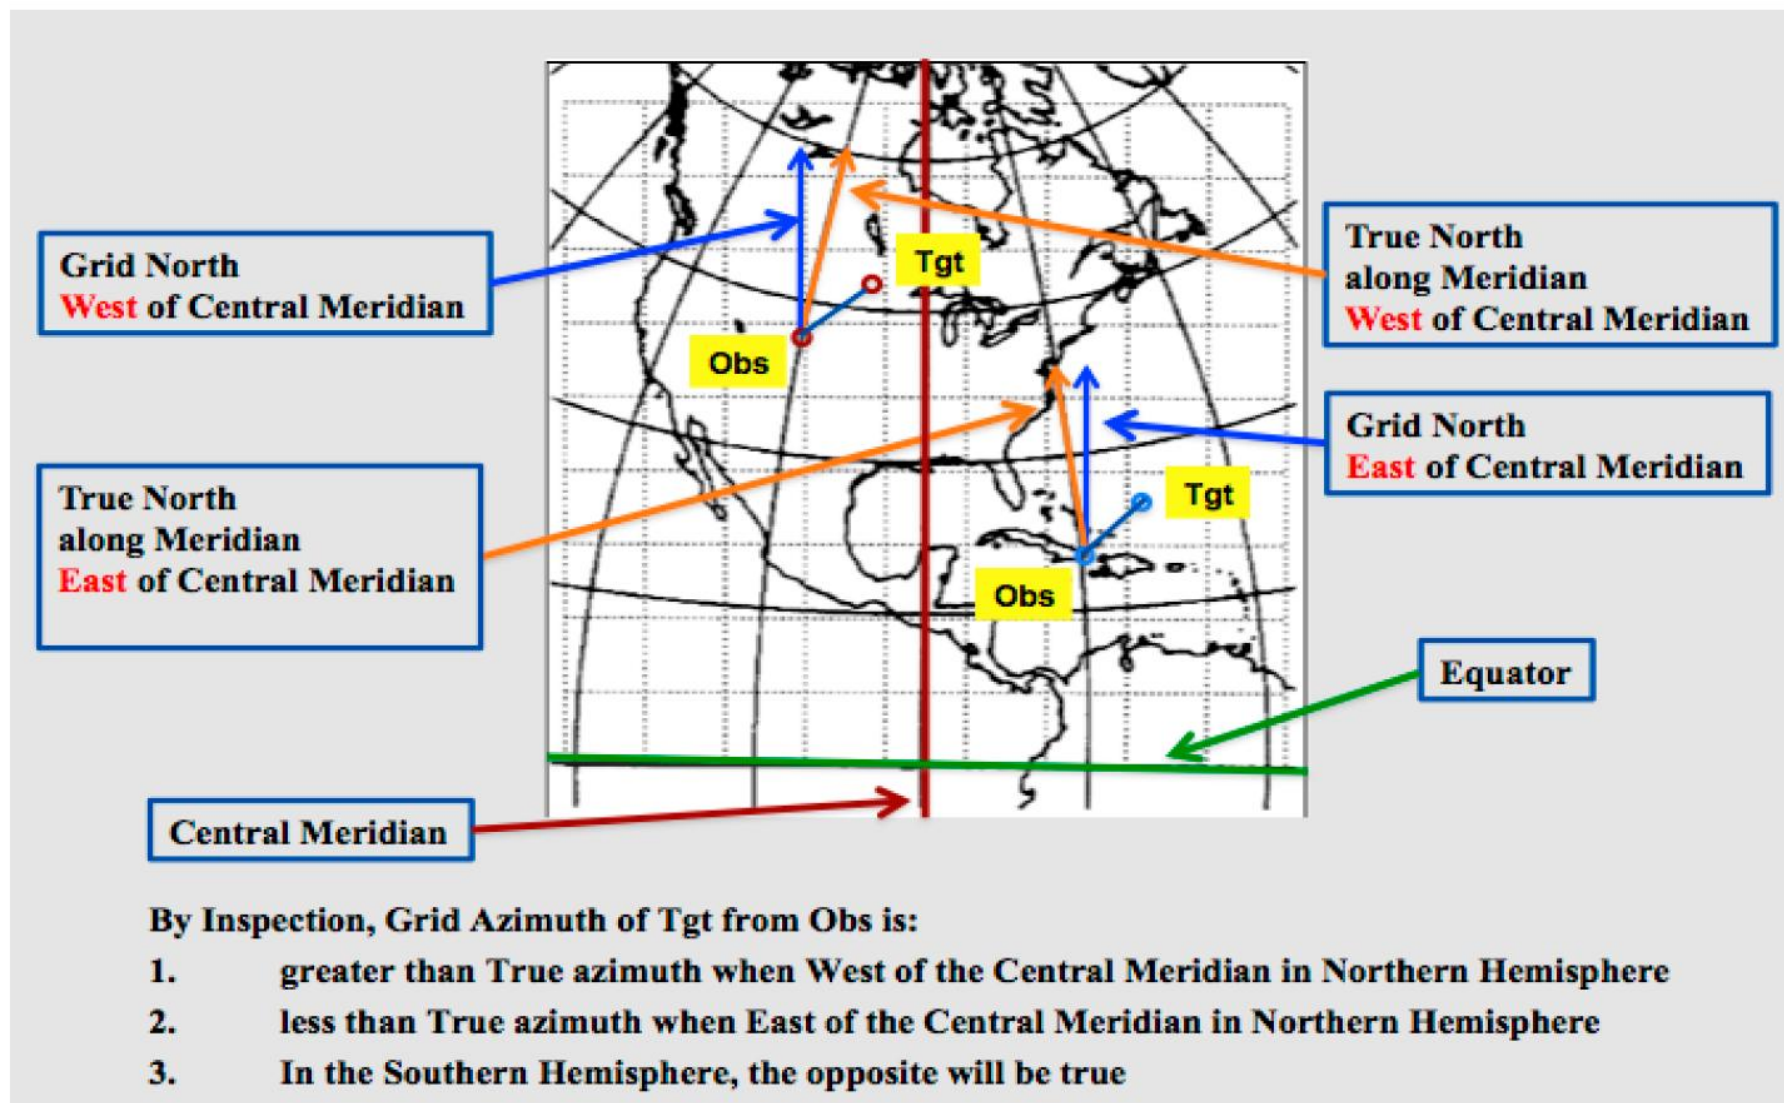 Grid North
West of Central Meridian
Tgt
True North
along Meridian
West of Central Meridian
Obs
Grid North
East of Central Meridian
True North
along Meridian
East of Central Meridian
Tgt
Obs
Equator
Central Meridian
By Inspection, Grid Azimuth of Tgt from Obs is:
1. greater than True azimuth when West of the Central Meridian in Northern Hemisphere
2. less than True azimuth when East of the Central Meridian in Northern Hemisphere
3. In the Southern Hemisphere, the opposite will be true